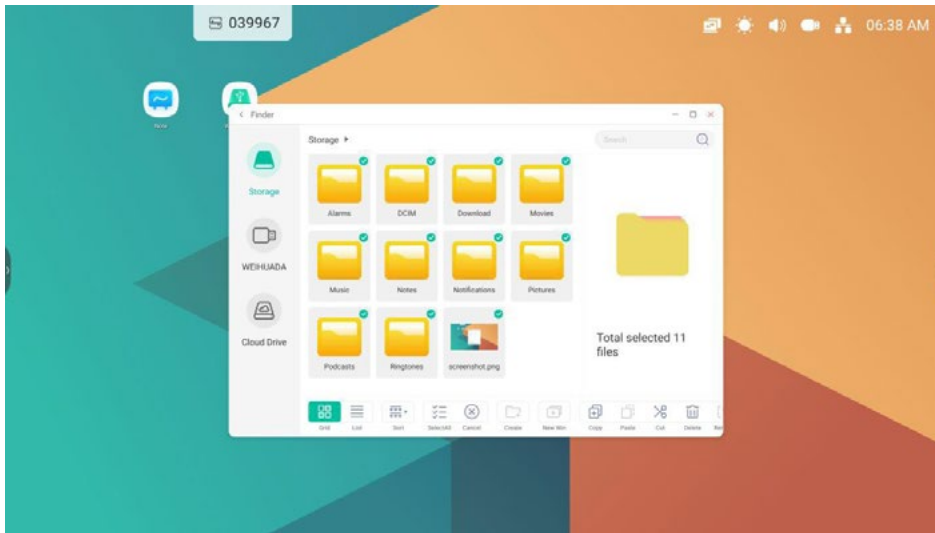 039967
06:38 AM
Note
Finder
Storage
Search
Storage
WEIHUADA
Cloud Drive
Alarms DCIM Download Movies
Music Notes Notifications Pictures
Podcasts Ringtones screenshot.png
Total selected 11
files
Grid List Sort SelectAll Cancel Create New Win Copy Paste Cut Delete